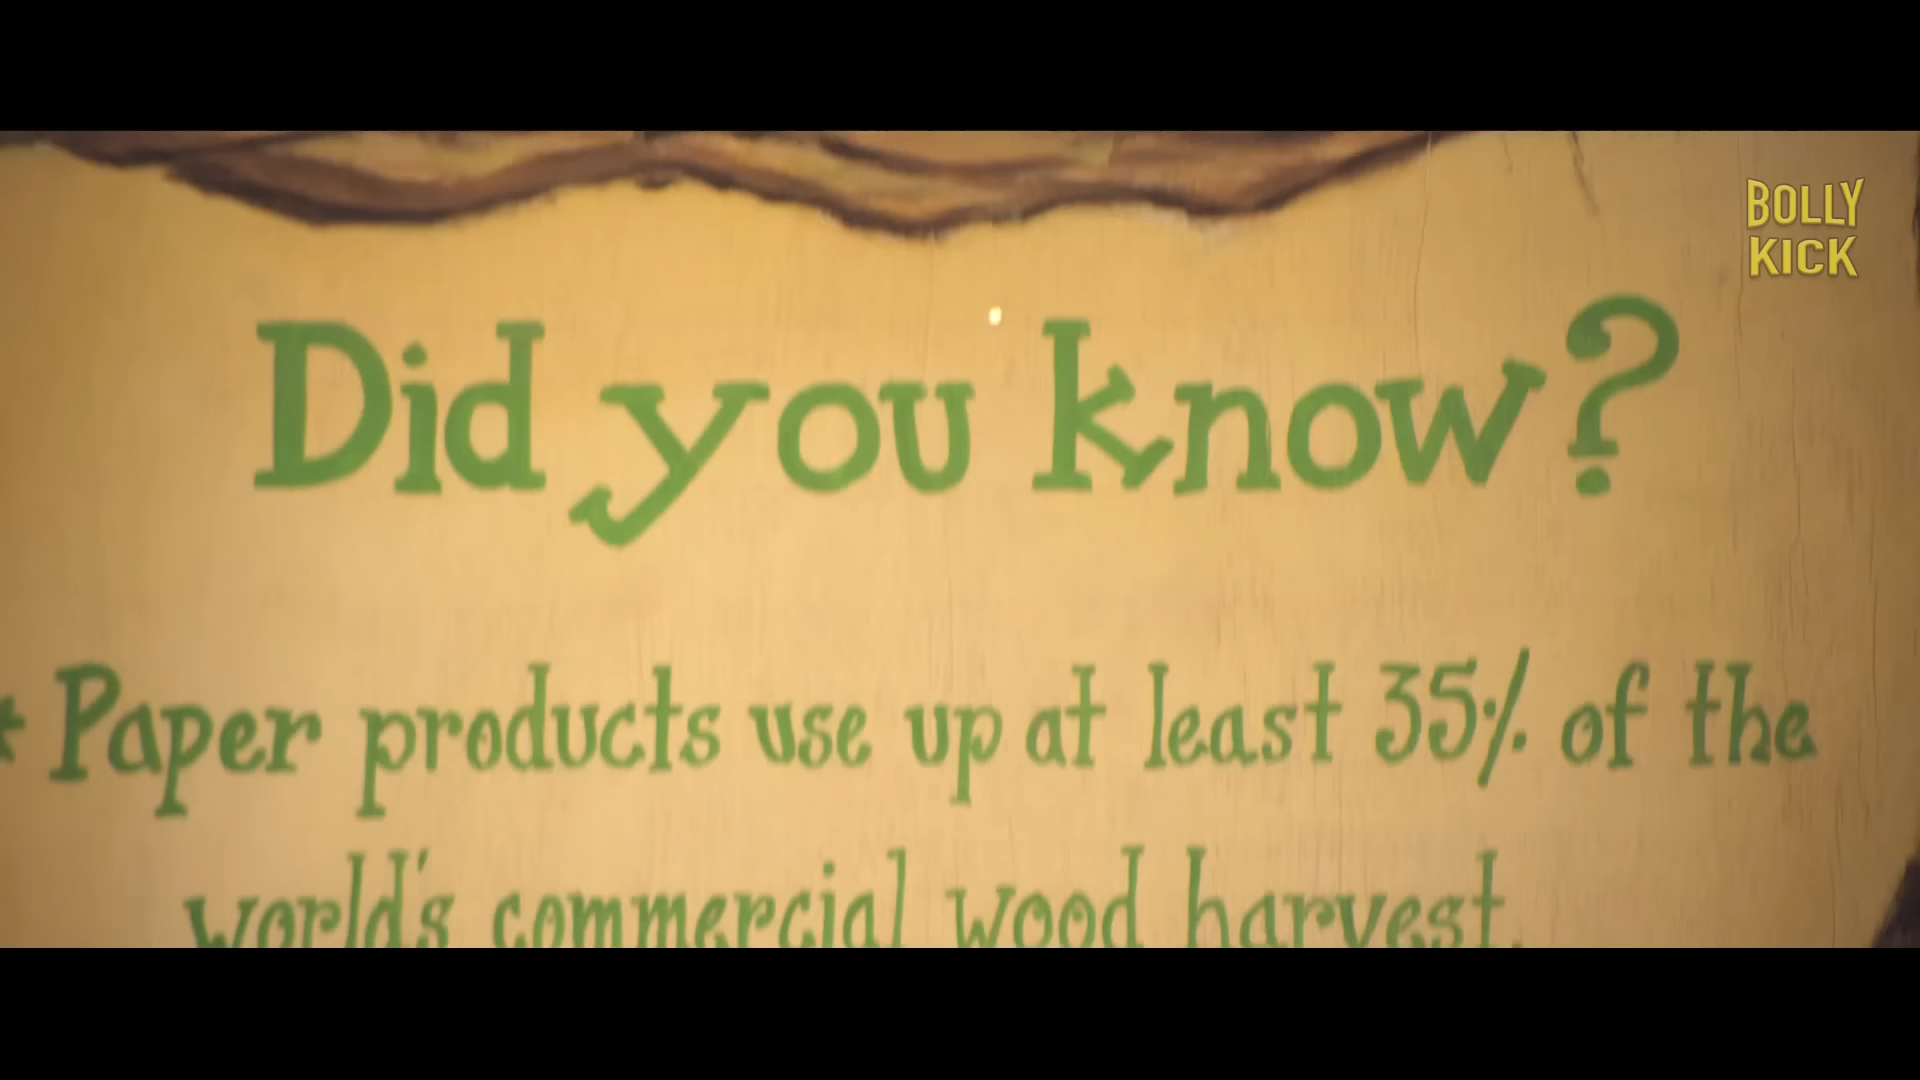 BOLLY
KICK
Did you know?
* Paper products use up at least 35% of the
world's commercial wood harvest.